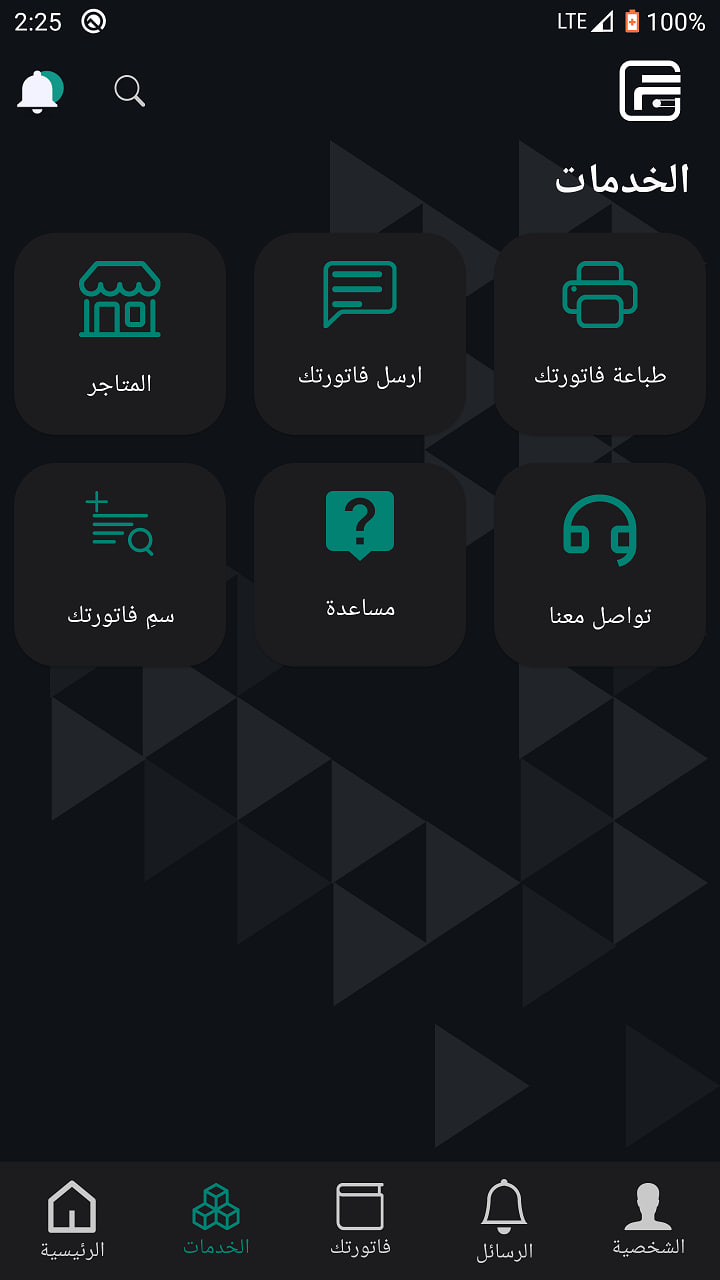 2:25
LTE 100%
الخدمات
طباعة فاتورتك
ارسل فاتورتك
المتاجر
تواصل معنا
مساعدة
سمِ فاتورتك
الشخصية
الرسائل
فاتورتك
الخدمات
الرئيسية